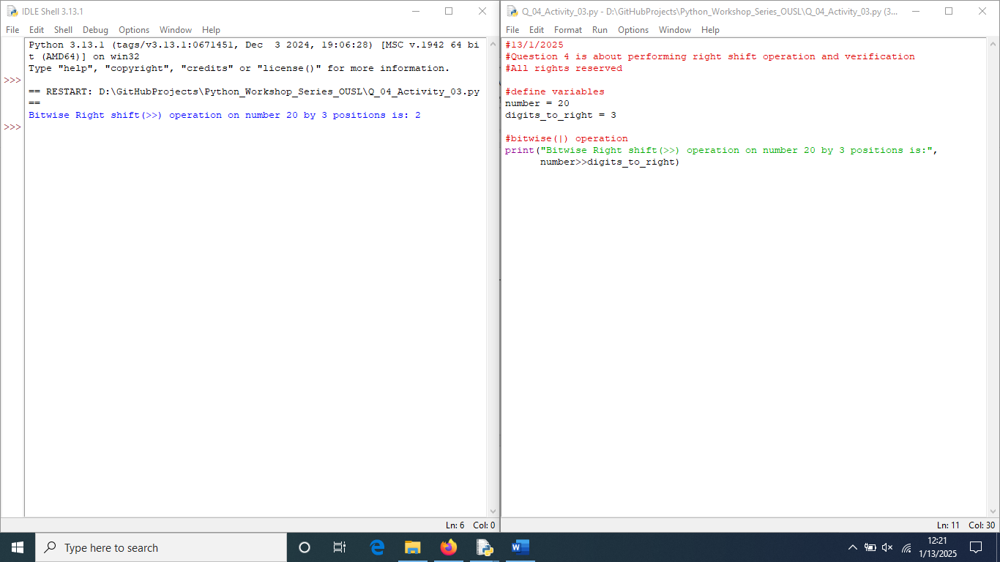 IDLE Shell 3.13.1
File Edit Shell Debug Options Window Help
Python 3.13.1 (tags/v3.13.1:0671451, Dec  3 2024, 19:06:28) [MSC v.1942 64 bi
t (AMD64)] on win32
Type "help", "copyright", "credits" or "license()" for more information.
>>>
== RESTART: D:\GitHubProjects\Python_Workshop_Series_OUSL\Q_04_Activity_03.py
==
Bitwise Right shift(>>) operation on number 20 by 3 positions is: 2
>>>
Ln: 6 Col: 0
Q_04_Activity_03.py - D:\GitHubProjects\Python_Workshop_Series_OUSL\Q_04_Activity_03.py (3...
File Edit Format Run Options Window Help
#13/1/2025
#Question 4 is about performing right shift operation and verification
#All rights reserved
#define variables
number = 20
digits_to_right = 3
#bitwise(|) operation
print("Bitwise Right shift(>>) operation on number 20 by 3 positions is:",
      number>>digits_to_right)
Ln: 11 Col: 30
Type here to search
12:21
1/13/2025